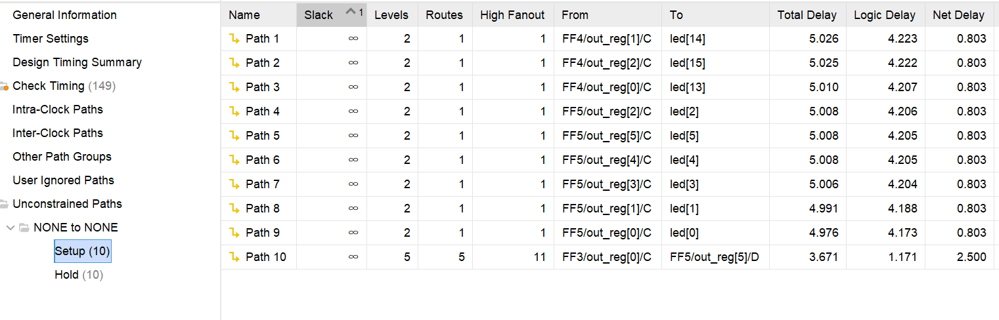 General Information
Timer Settings
Design Timing Summary
Check Timing (149)
Intra-Clock Paths
Inter-Clock Paths
Other Path Groups
User Ignored Paths
Unconstrained Paths
NONE to NONE
Setup (10)
Hold (10)
Name Slack 1 Levels Routes High Fanout From To Total Delay Logic Delay Net Delay
Path 1 ∞ 2 1 1 FF4/out_reg[1]/C led[14] 5.026 4.223 0.803
Path 2 ∞ 2 1 1 FF4/out_reg[2]/C led[15] 5.025 4.222 0.803
Path 3 ∞ 2 1 1 FF4/out_reg[0]/C led[13] 5.010 4.207 0.803
Path 4 ∞ 2 1 1 FF5/out_reg[2]/C led[2] 5.008 4.206 0.803
Path 5 ∞ 2 1 1 FF5/out_reg[5]/C led[5] 5.008 4.205 0.803
Path 6 ∞ 2 1 1 FF5/out_reg[4]/C led[4] 5.008 4.205 0.803
Path 7 ∞ 2 1 1 FF5/out_reg[3]/C led[3] 5.006 4.204 0.803
Path 8 ∞ 2 1 1 FF5/out_reg[1]/C led[1] 4.991 4.188 0.803
Path 9 ∞ 2 1 1 FF5/out_reg[0]/C led[0] 4.976 4.173 0.803
Path 10 ∞ 5 5 11 FF3/out_reg[0]/C FF5/out_reg[5]/D 3.671 1.171 2.500